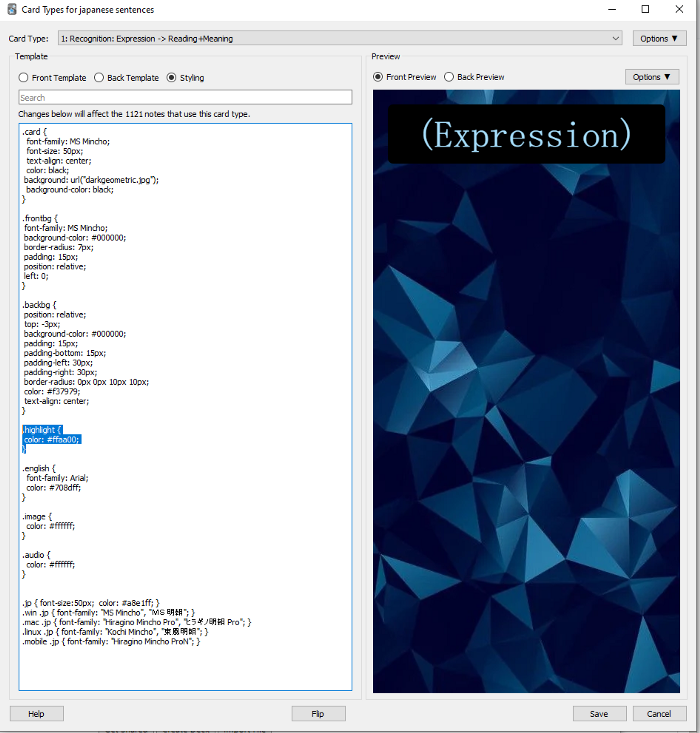 Card Types for japanese sentences
Card Type: 1: Recognition: Expression -> Reading+Meaning Options ▼
Template
Front Template Back Template Styling
Search
Changes below will affect the 1121 notes that use this card type.
.card {
font-family: MS Mincho;
font-size: 50px;
text-align: center;
color: black;
background: url("darkgeometric.jpg");
background-color: black;
}
.frontbg {
font-family: MS Mincho;
background-color: #000000;
border-radius: 7px;
padding: 15px;
position: relative;
left: 0;
}
.backbg {
position: relative;
top: -3px;
background-color: #000000;
padding: 15px;
padding-bottom: 15px;
padding-left: 30px;
padding-right: 30px;
border-radius: 0px 0px 10px 10px;
color: #f37979;
text-align: center;
}
.highlight {
color: #ffaa00;
}
.english {
font-family: Arial;
color: #708dff;
}
.image {
color: #ffffff;
}
.audio {
color: #ffffff;
}
.jp { font-size:50px; color: #a8e1ff; }
.win .jp { font-family: "MS Mincho", "ＭＳ 明朝"; }
.mac .jp { font-family: "Hiragino Mincho Pro", "ヒラギノ明朝 Pro"; }
.linux .jp { font-family: "Kochi Mincho", "東風明朝"; }
.mobile .jp { font-family: "Hiragino Mincho ProN"; }
Preview
Front Preview Back Preview Options ▼
(Expression)
Help Flip Save Cancel